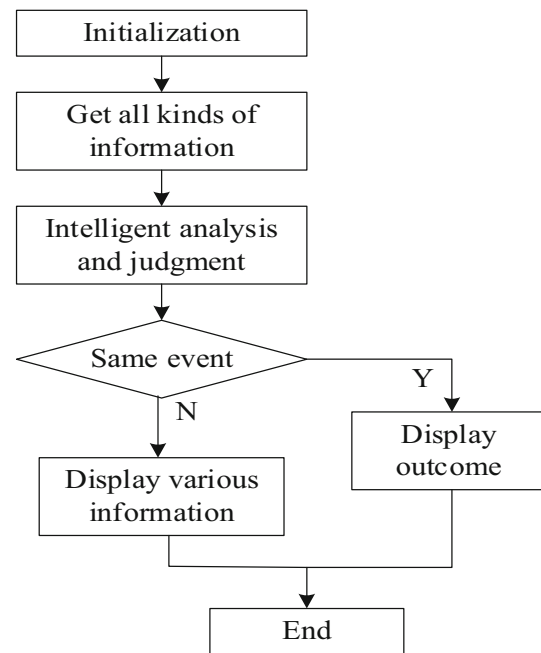 Initialization
Get all kinds of
information
Intelligent analysis
and judgment
Same event
Y
N
Display
outcome
Display various
information
End